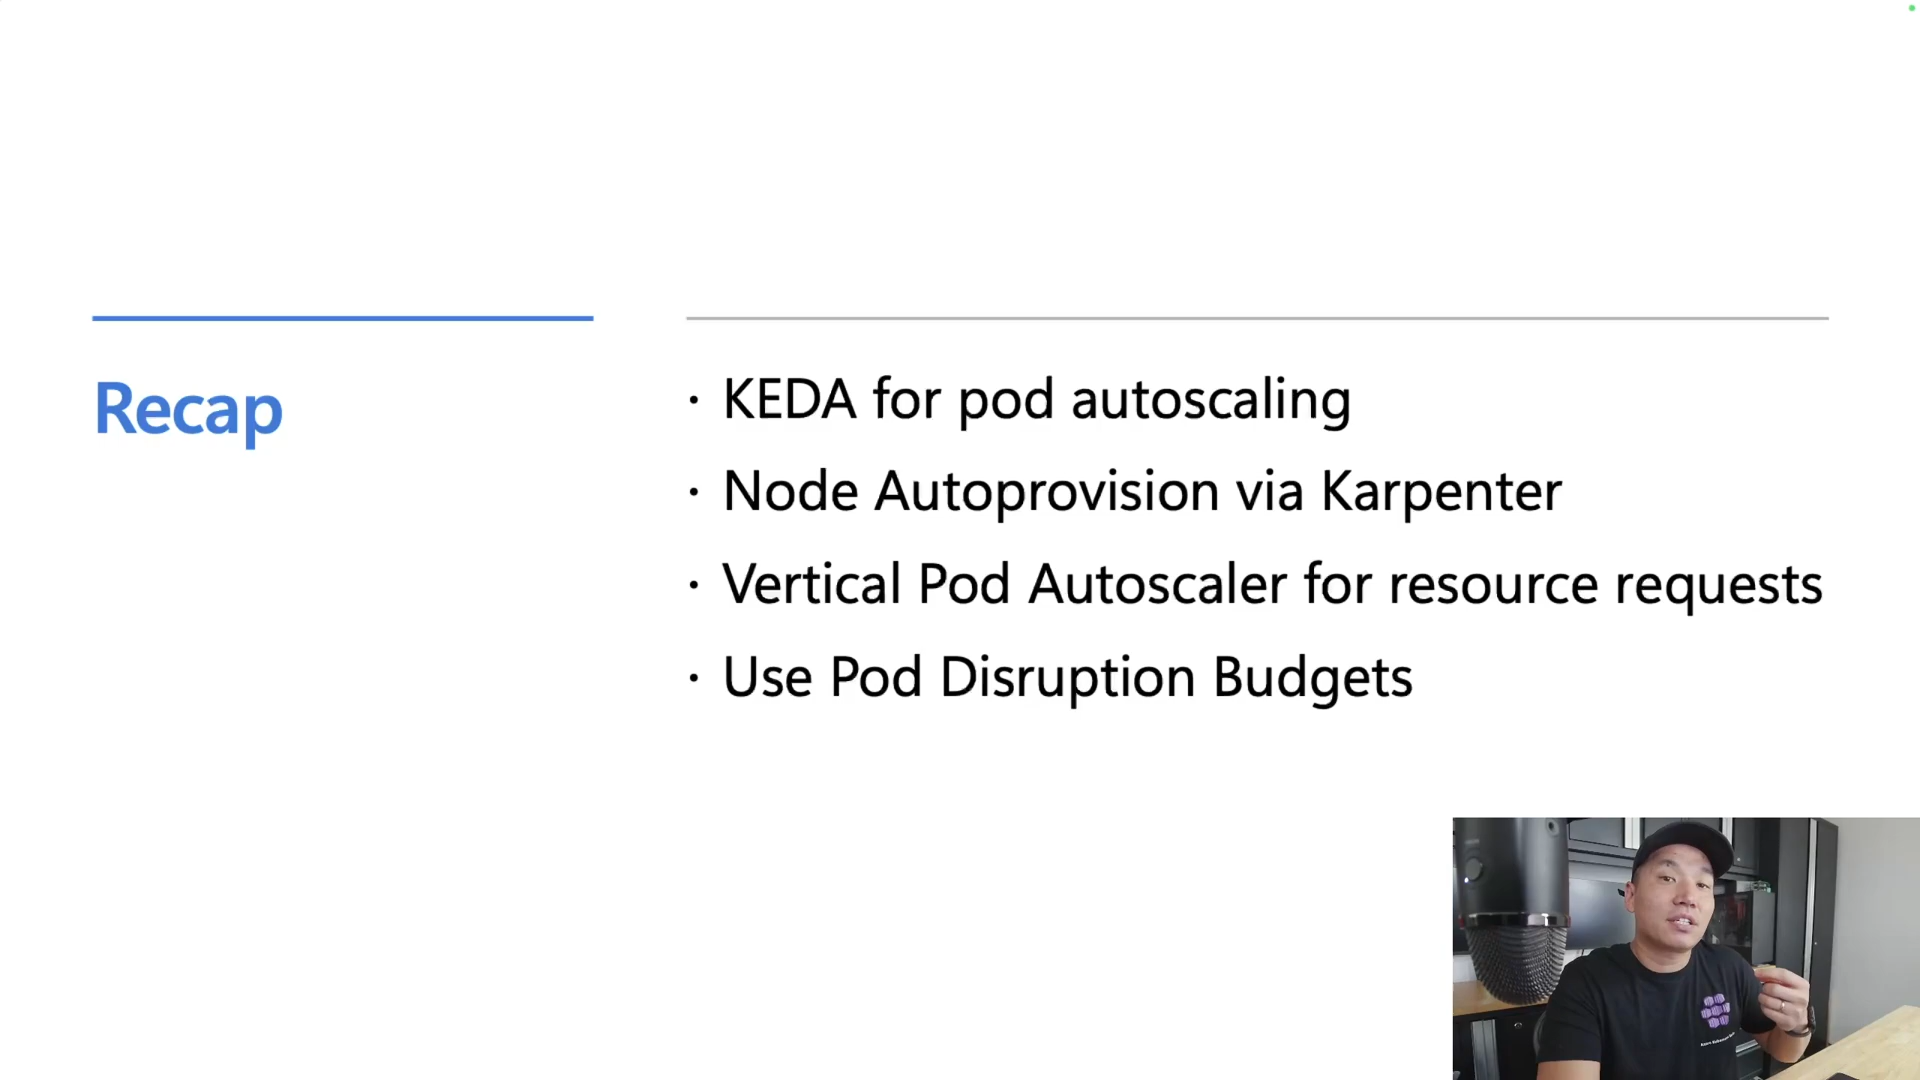 Recap
· KEDA for pod autoscaling
· Node Autoprovision via Karpenter
· Vertical Pod Autoscaler for resource requests
· Use Pod Disruption Budgets